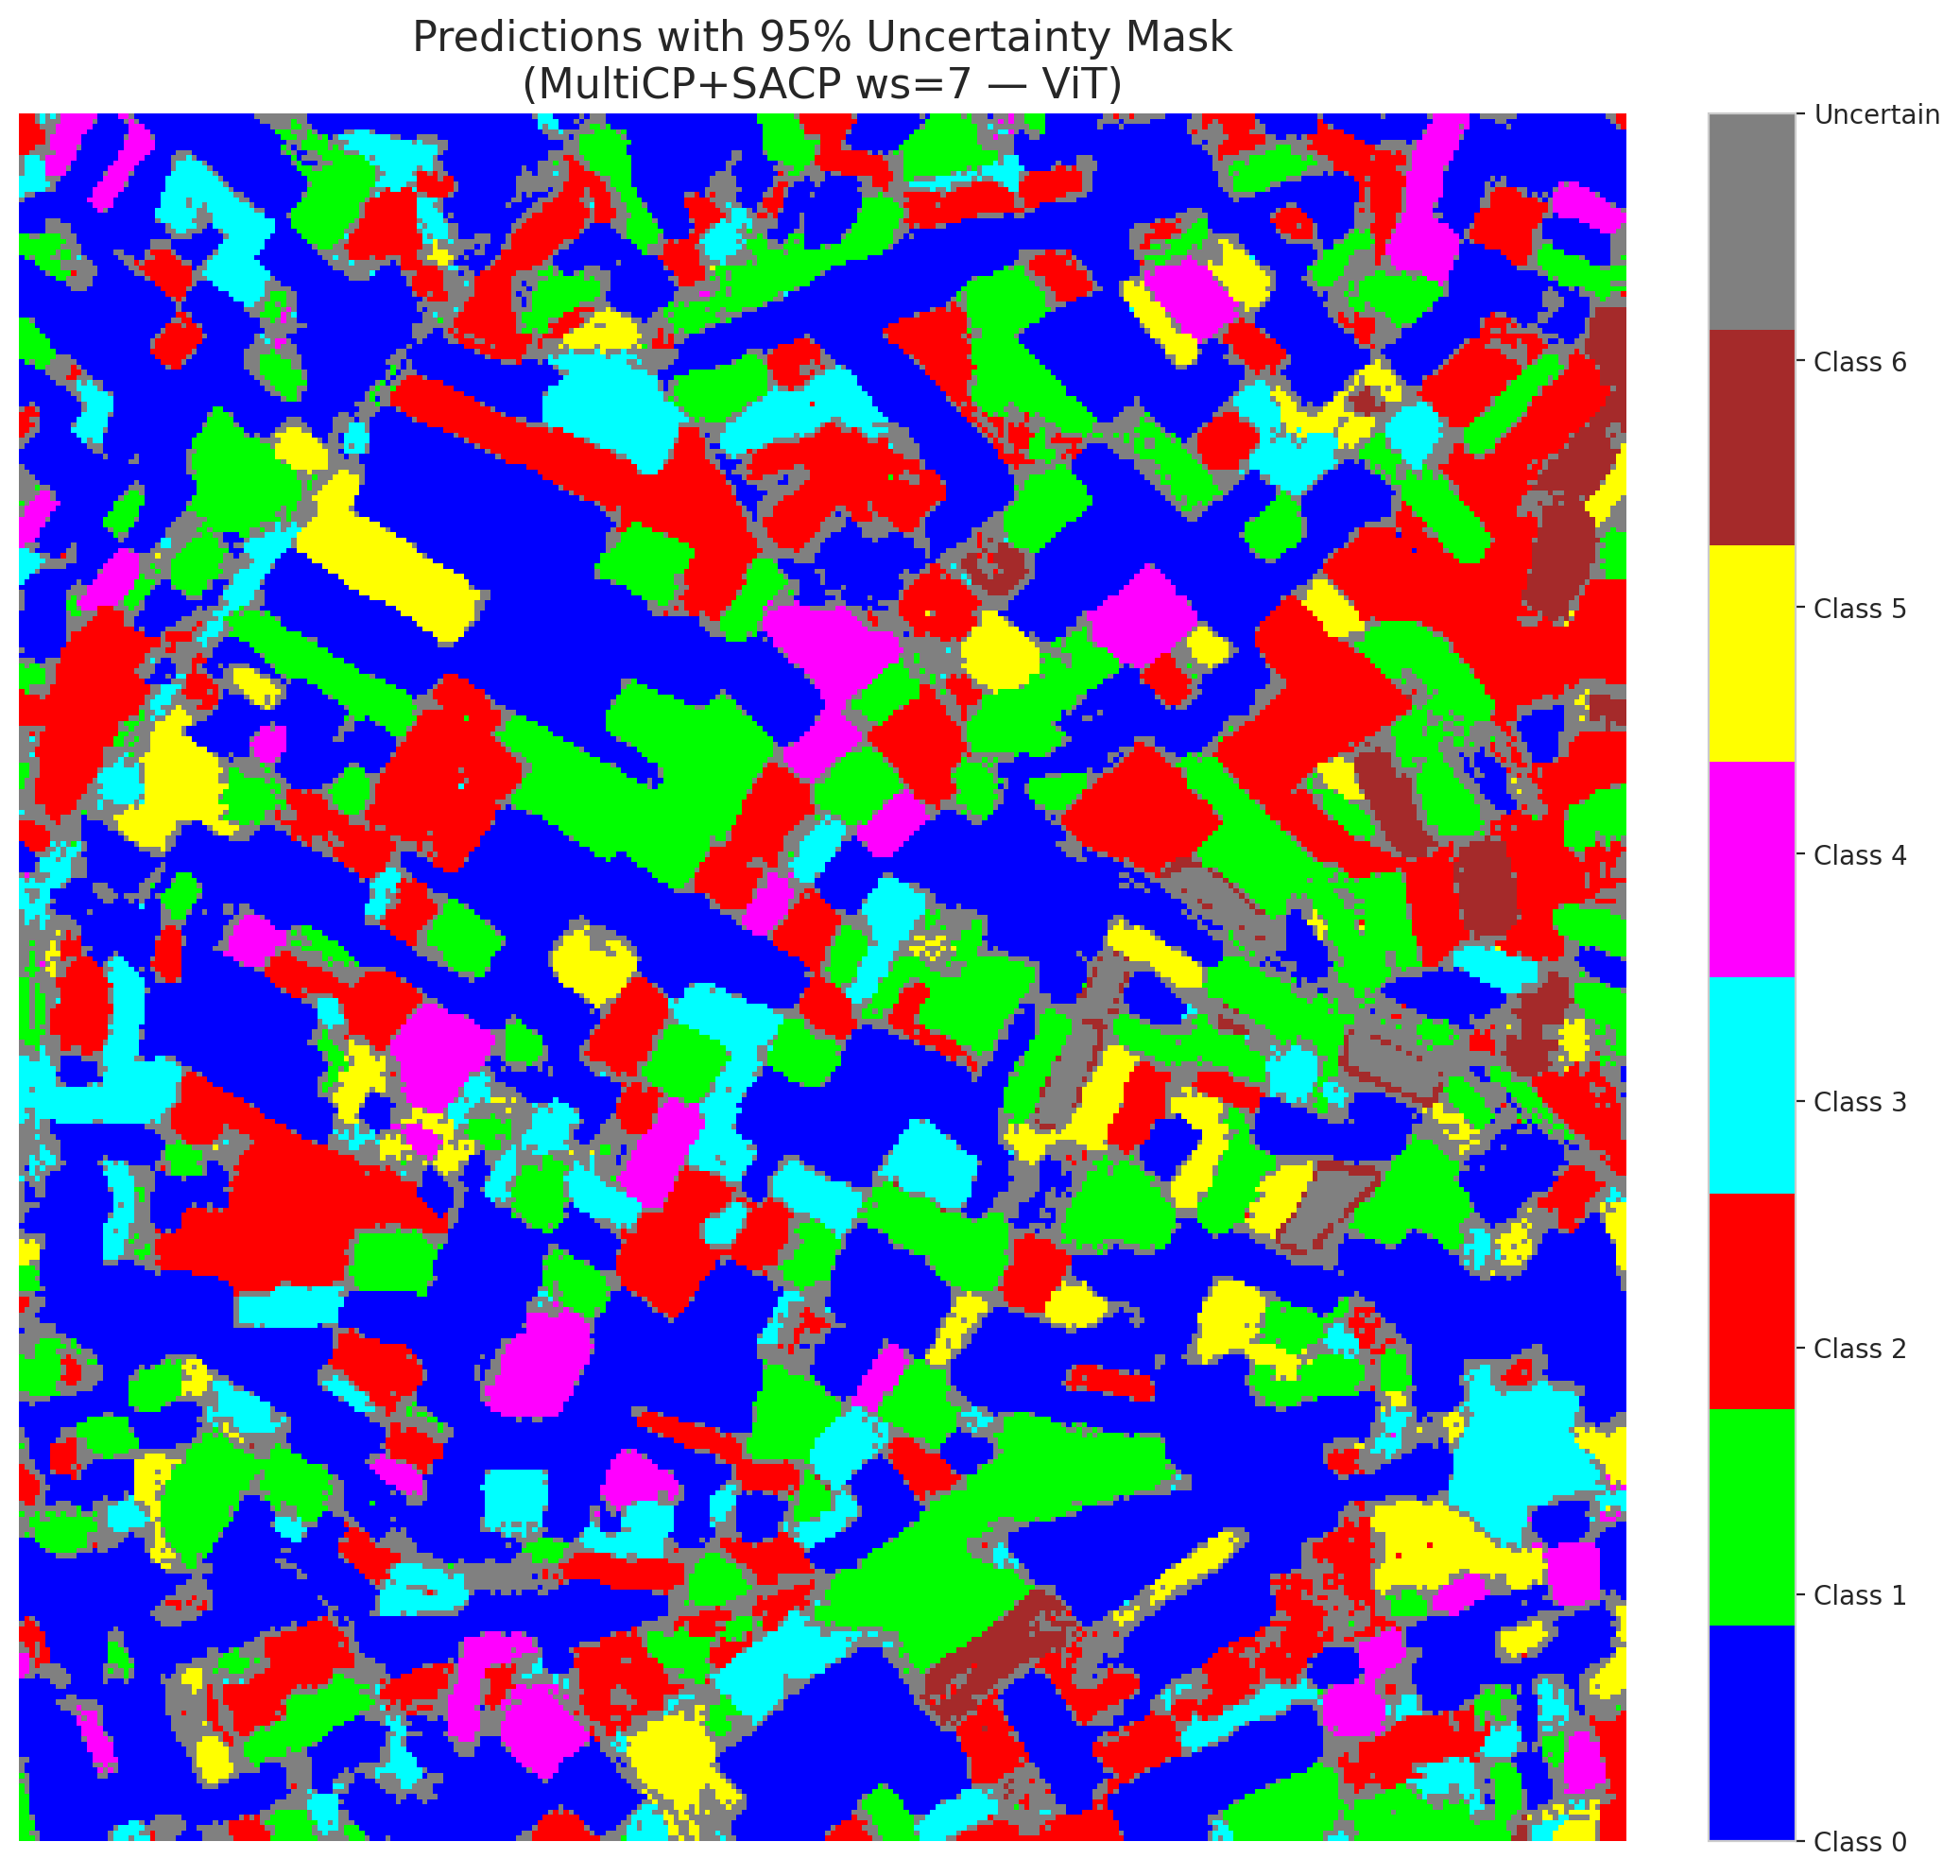 Predictions with 95% Uncertainty Mask
(MultiCP+SACP ws=7 — ViT)
Uncertain
Class 6
Class 5
Class 4
Class 3
Class 2
Class 1
Class 0